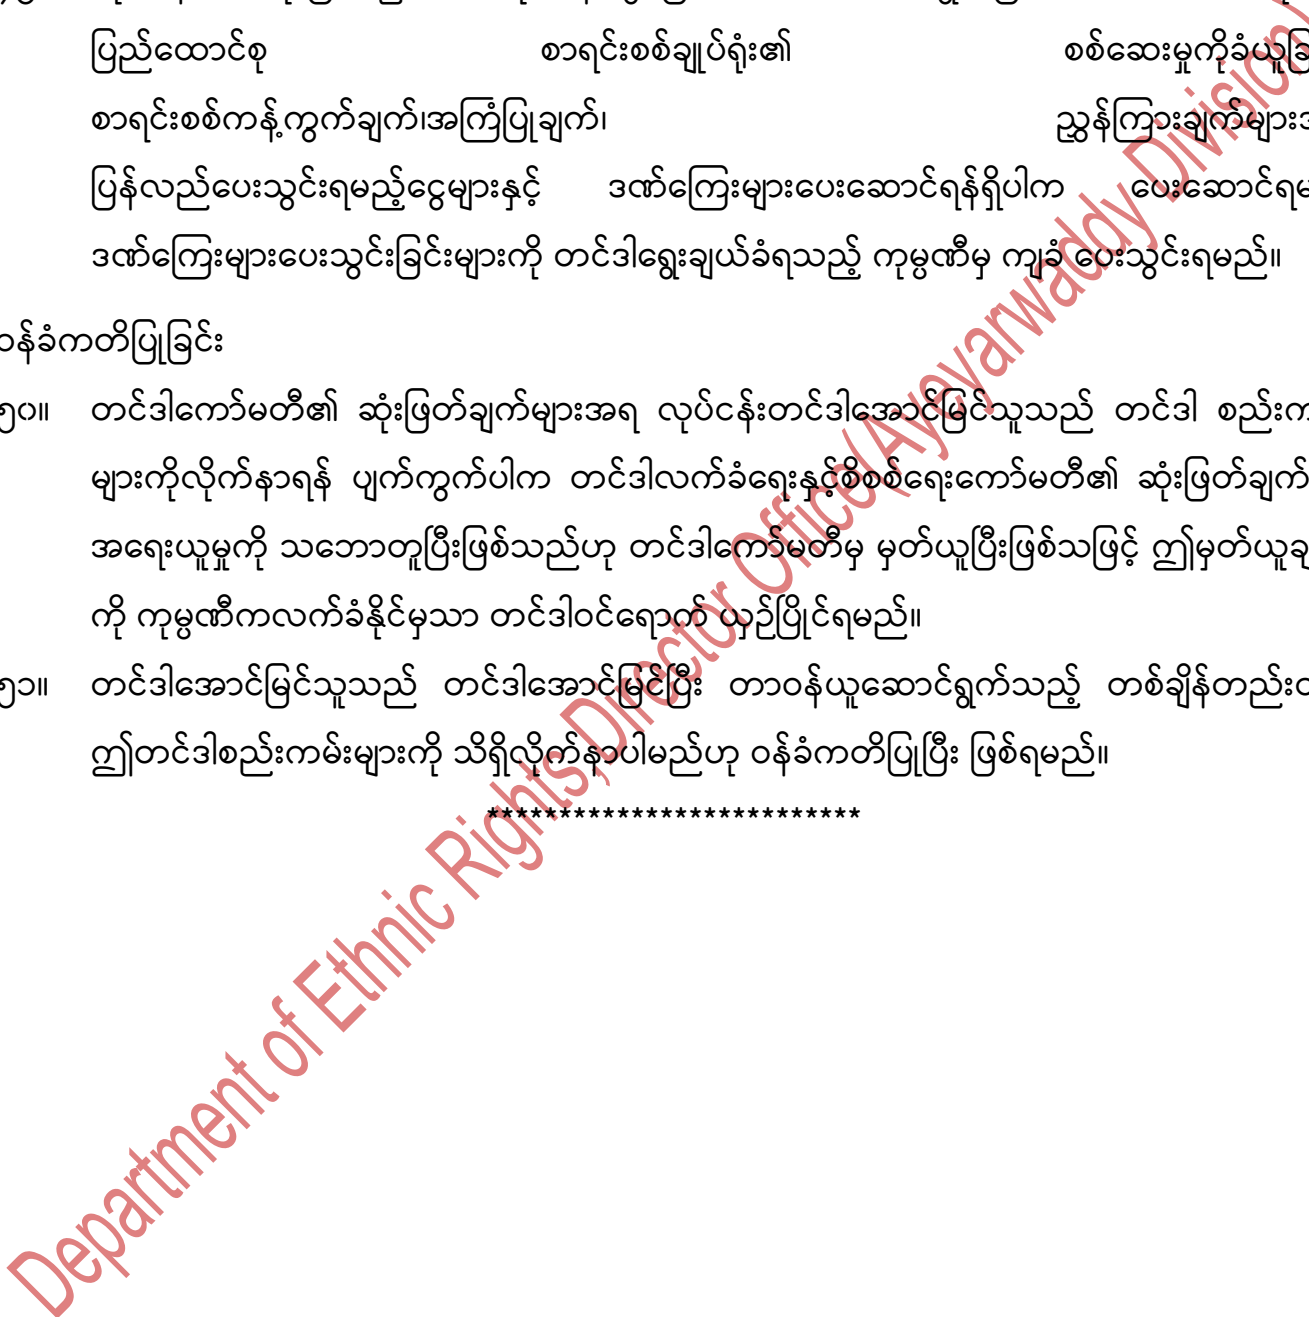 ပြည်ထောင်စု စာရင်းစစ်ချုပ်ရုံး၏ စစ်ဆေးမှုကိုခံယူခြ
စာရင်းစစ်ကန့်ကွက်ချက်၊အကြံပြုချက်၊ ညွှန်ကြားချက်များအ
ပြန်လည်ပေးသွင်းရမည့်ငွေများနှင့် ဒဏ်ကြေးများပေးဆောင်ရန်ရှိပါက ပေးဆောင်ရမ
ဒဏ်ကြေးများပေးသွင်းခြင်းများကို တင်ဒါရွေးချယ်ခံရသည့် ကုမ္ပဏီမှ ကျခံ ပေးသွင်းရမည်။
ဝန်ခံကတိပြုခြင်း
၅၀။ တင်ဒါကော်မတီ၏ ဆုံးဖြတ်ချက်များအရ လုပ်ငန်းတင်ဒါအောင်မြင်သူသည် တင်ဒါ စည်းက
များကိုလိုက်နာရန် ပျက်ကွက်ပါက တင်ဒါလက်ခံရေးနှင့်စိစစ်ရေးကော်မတီ၏ ဆုံးဖြတ်ချက်
အရေးယူမှုကို သဘောတူပြီးဖြစ်သည်ဟု တင်ဒါကော်မတီမှ မှတ်ယူပြီးဖြစ်သဖြင့် ဤမှတ်ယူချ
ကို ကုမ္ပဏီကလက်ခံနိုင်မှသာ တင်ဒါဝင်ရောက် ယှဉ်ပြိုင်ရမည်။
၅၁။ တင်ဒါအောင်မြင်သူသည် တင်ဒါအောင်မြင်ပြီး တာဝန်ယူဆောင်ရွက်သည့် တစ်ချိန်တည်းတ
ဤတင်ဒါစည်းကမ်းများကို သိရှိလိုက်နာပါမည်ဟု ဝန်ခံကတိပြုပြီး ဖြစ်ရမည်။
**************************
Department of Ethnic Rights,Director Office(Ayeyarwaddy Division)